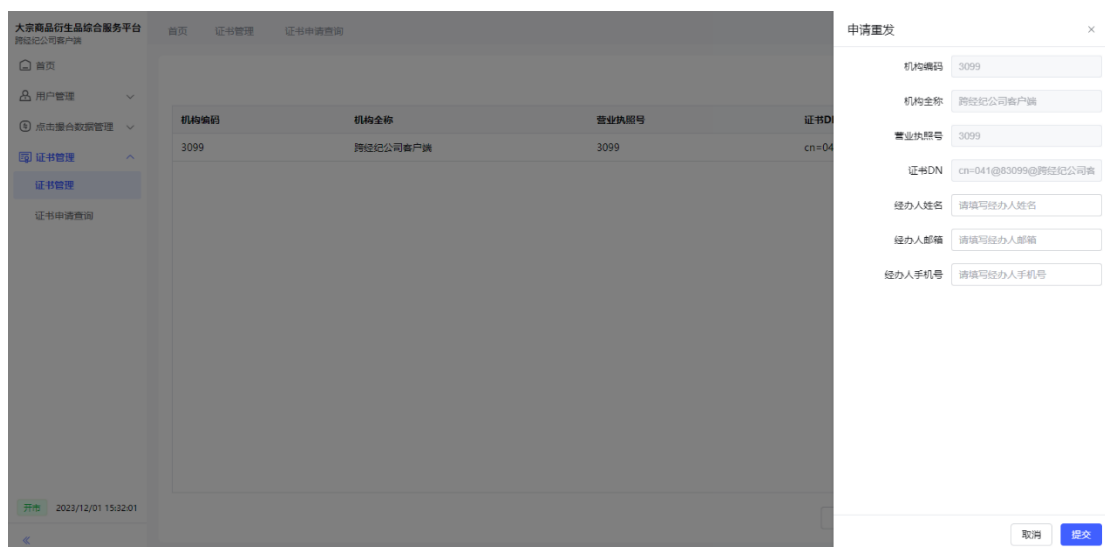 大宗商品衍生品综合服务平台
跨经纪公司客户端
首页
用户管理
点击撮合数据管理
证书管理
证书管理
证书申请查询
开市 2023/12/01 15:32:01
首页 证书管理 证书申请查询
机构编码 机构全称 营业执照号 证书D
3099 跨经纪公司客户端 3099 cn=04
申请重发
机构编码 3099
机构全称 跨经纪公司客户端
营业执照号 3099
证书DN cn=041@83099@跨经纪公司客
经办人姓名 请填写经办人姓名
经办人邮箱 请填写经办人邮箱
经办人手机号 请填写经办人手机号
取消 提交